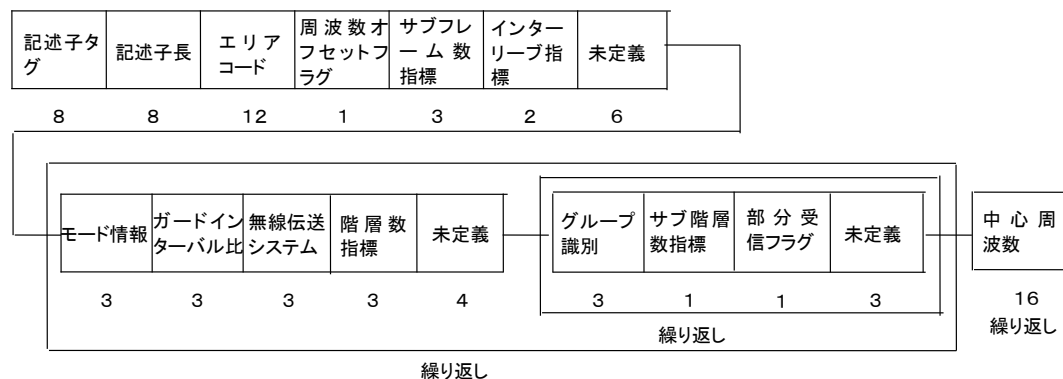 記述子タグ
記述子長
エリアコード
周波数オフセットフラグ
サブフレーム数指標
インターリーブ指標
未定義
8 8 12 1 3 2 6
モード情報
ガードインターバル比
無線伝送システム
階層数指標
未定義
グループ識別
サブ階層数指標
部分受信フラグ
未定義
中心周波数
3 3 3 3 4 3 1 1 3 16
繰り返し
繰り返し
繰り返し